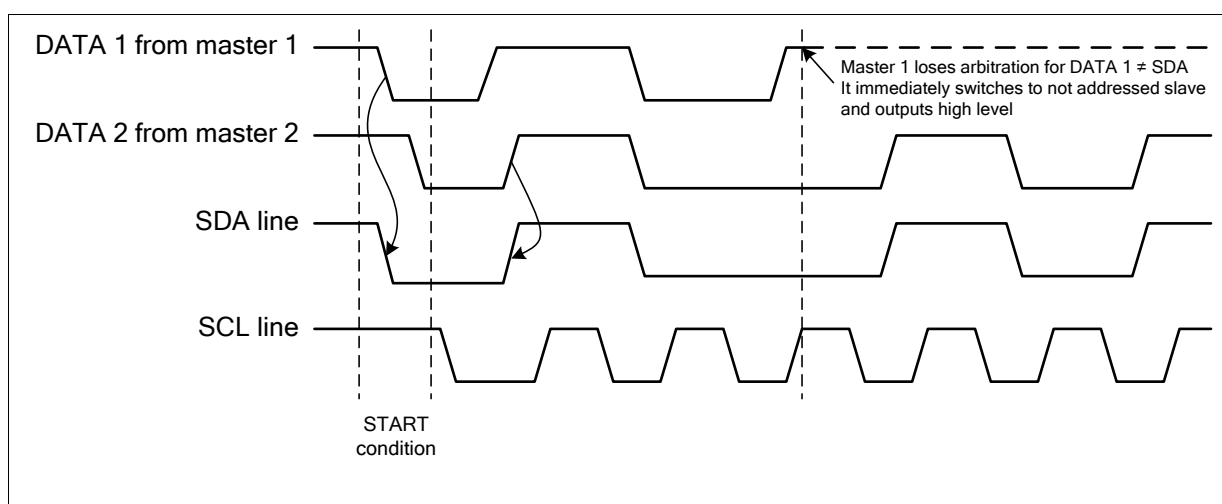 DATA 1 from master 1
Master 1 loses arbitration for DATA 1 ≠ SDA
It immediately switches to not addressed slave
and outputs high level
DATA 2 from master 2
SDA line
SCL line
START
condition